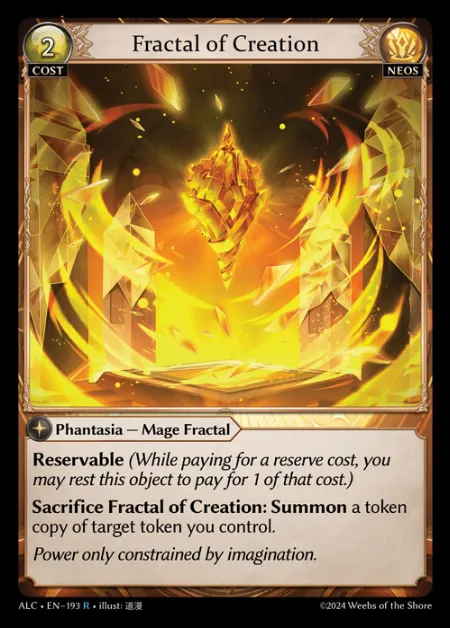 2
Fractal of Creation
COST
NEOS
Phantasia — Mage Fractal
Reservable (While paying for a reserve cost, you
may rest this object to pay for 1 of that cost.)
Sacrifice Fractal of Creation: Summon a token
copy of target token you control.
Power only constrained by imagination.
ALC • EN–193 R • illust: 道漫
©2024 Weebs of the Shore